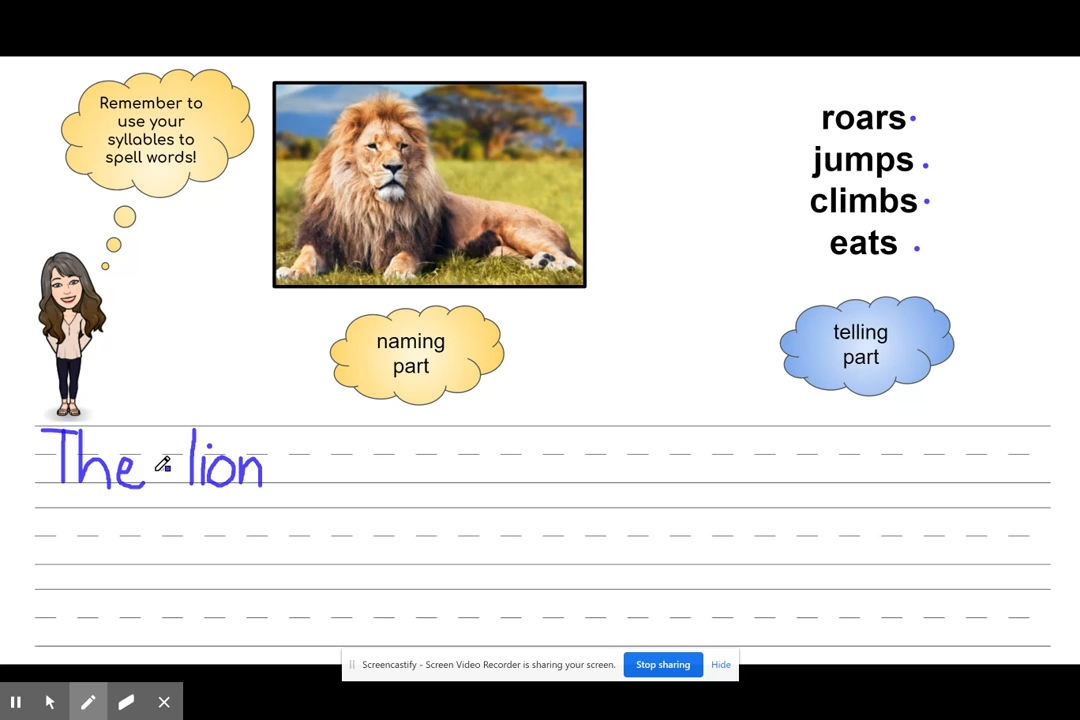 Remember to
use your
syllables to
spell words!
roars.
jumps.
climbs.
eats .
naming
part
telling
part
The lion
Screencastify - Screen Video Recorder is sharing your screen. Stop sharing Hide